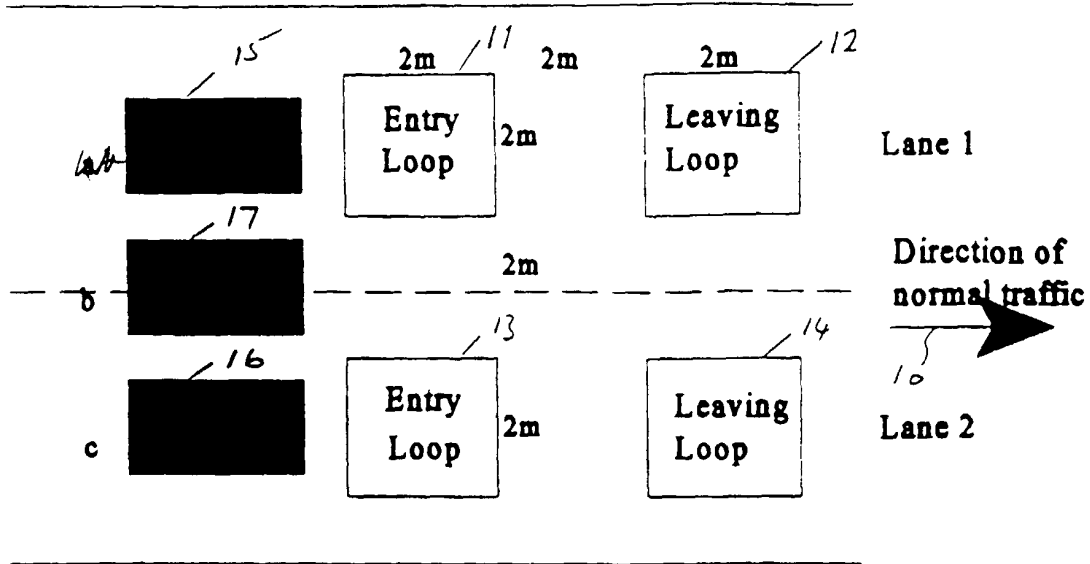 15 11 12
2m 2m 2m
Entry
Loop
2m
Leaving
Loop
Lane 1
17
b
2m
Direction of
normal traffic
10
16 13 14
c
Entry
Loop
2m
Leaving
Loop
Lane 2